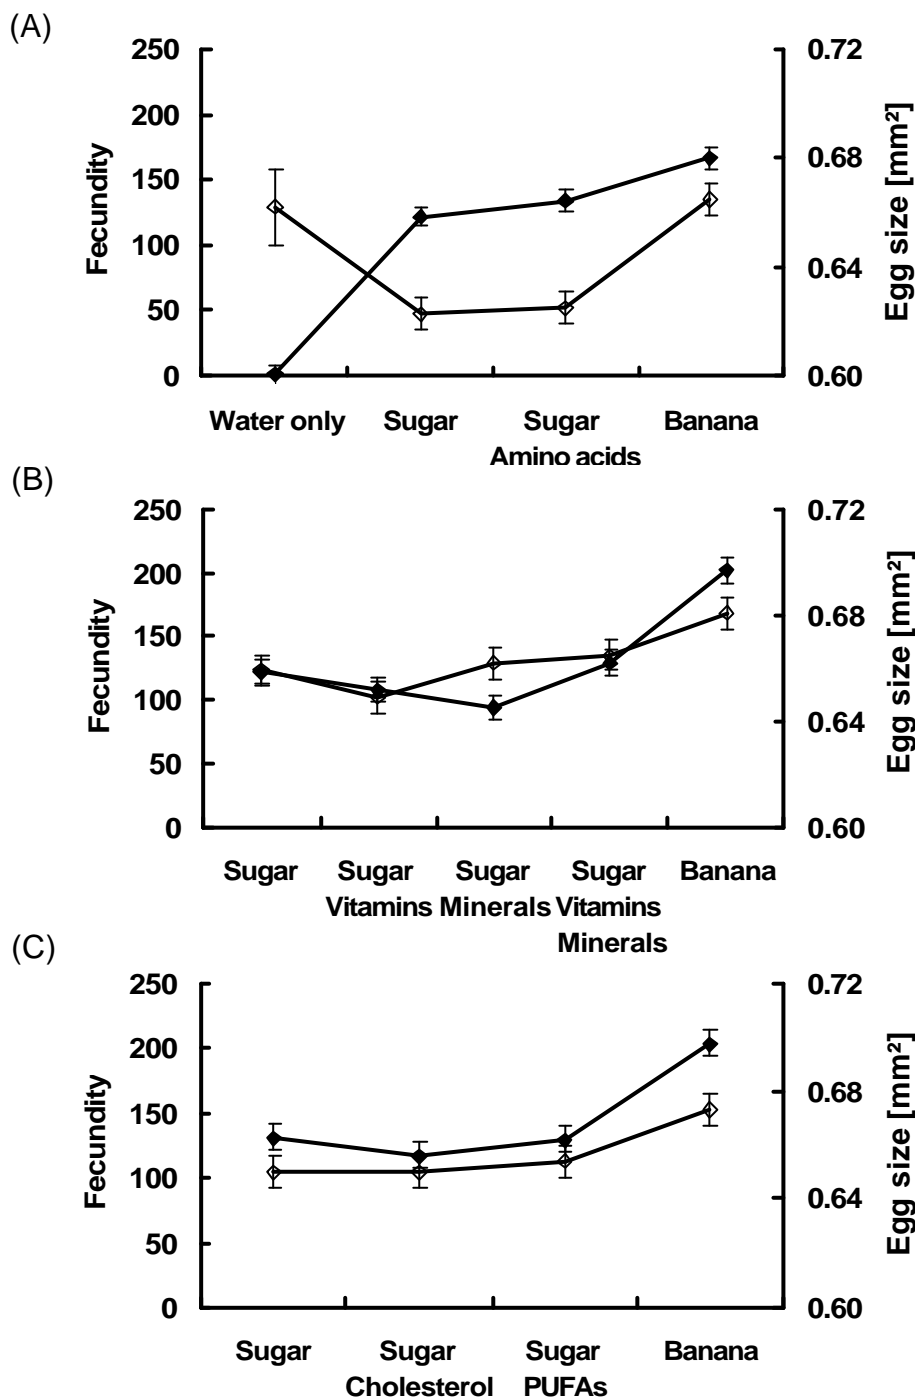 (A)
250
200
150
100
50
0
Fecundity
0.72
0.68
0.64
0.60
Egg size [mm²]
Water only Sugar Sugar Banana
Amino acids
(B)
250
200
150
100
50
0
Fecundity
0.72
0.68
0.64
0.60
Egg size [mm²]
Sugar Sugar Sugar Sugar Banana
Vitamins Minerals Vitamins
Minerals
(C)
250
200
150
100
50
0
Fecundity
0.72
0.68
0.64
0.60
Egg size [mm²]
Sugar Sugar Sugar Banana
Cholesterol PUFAs